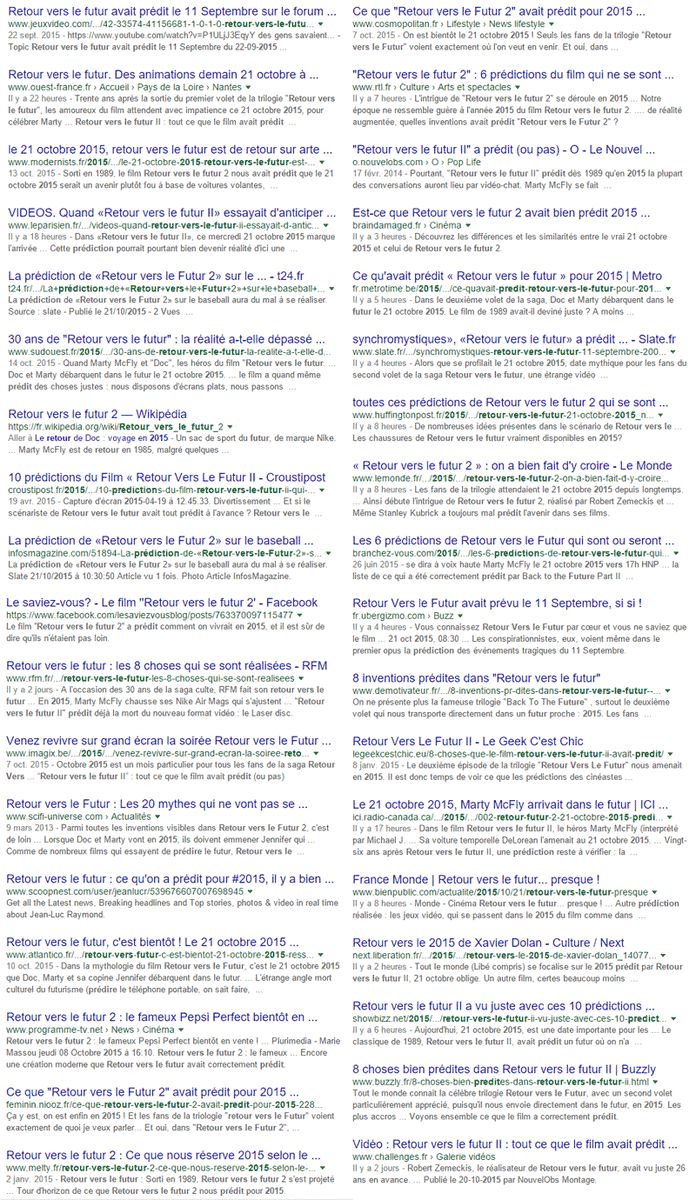 Retour vers le futur avait prédit le 11 Septembre sur le forum ...
www.jeuxvideo.com/.../42-33574-41156681-1-0-1-0-retour-vers-le-futu...
22 sept. 2015 - https://www.youtube.com/watch?v=P1ULjJ3EqyY des gens savaient... -
Topic Retour vers le futur avait prédit le 11 Septembre du 22-09-2015 ...
Retour vers le futur. Des animations demain 21 octobre à ...
www.ouest-france.fr › Accueil › Pays de la Loire › Nantes
Il y a 22 heures - Trente ans après la sortie du premier volet de la trilogie "Retour
vers le futur", les amoureux du film attendent avec impatience ce 21 octobre 2015, pour
célébrer Marty ... Retour vers le futur II : tout ce que le film avait prédit ...
le 21 octobre 2015, retour vers le futur est de retour sur arte ...
www.modernists.fr/2015/.../le-21-octobre-2015-retour-vers-le-futur-est-...
13 oct. 2015 - Sorti en 1989, le film Retour vers le futur 2 nous avait prédit que le 21
octobre 2015 serait un avenir plutôt fou à base de voitures volantes, ...
VIDEOS. Quand «Retour vers le futur II» essayait d'anticiper ...
www.leparisien.fr/.../videos-quand-retour-vers-le-futur-ii-essayait-d-antic...
Il y a 18 heures - Dans «Retour vers le futur II», ce mercredi 21 octobre 2015 marque
l'arrivée ... Cette prédiction pourrait pourtant bien devenir réalité d'ici une ...
La prédiction de «Retour vers le Futur 2» sur le ... - t24.fr
t24.fr/.../La+prédiction+de+«Retour+vers+le+Futur+2»+sur+le+baseball+...
La prédiction de «Retour vers le Futur 2» sur le baseball aura du mal à se réaliser
Source : slate - Publié le 21/10/2015 - 2 Vues ...
30 ans de "Retour vers le futur" : la réalité a-t-elle dépassé ...
www.sudouest.fr/2015/.../30-ans-de-retour-vers-le-futur-la-realite-a-t-elle-d...
14 oct. 2015 - Quand Marty McFly et "Doc", les héros du film "Retour vers le futur", ...
Doc et Marty débarquent dans le futur le 21 octobre 2015. ... le film a quand même
prédit des choses justes : nous disposons d'écrans plats, nous passons ...
Retour vers le futur 2 — Wikipédia
https://fr.wikipedia.org/wiki/Retour_vers_le_futur_2
Aller à Le retour de Doc : voyage en 2015 - Un sac de sport du futur, de marque Nike.
... Marty McFly est de retour en 1985, malgré quelques ...
10 prédictions du Film « Retour Vers Le Futur II - Croustipost
croustipost.fr/.../10-predictions-du-film-retour-vers-le-futur-ii-qui-...
19 avr. 2015 - Capture d'écran 2015-04-19 à 12.45.33. Divertissement ... Et si le
scénariste de Retour vers le futur avait tout prédit à l'avance ? Retour vers le ...
La prédiction de «Retour vers le Futur 2» sur le baseball ...
infosmagazine.com/51894-La-prédiction-de-«Retour-vers-le-Futur-2»-s...
La prédiction de «Retour vers le Futur 2» sur le baseball aura du mal à se réaliser.
Slate 21/10/2015 à 10:30:50 Article vu 1 fois. Photo Article InfosMagazine.
Le saviez-vous? - Le film "Retour vers le futur 2' - Facebook
https://www.facebook.com/lesaviezvousblog/posts/763370097115477
Le film "Retour vers le futur 2" a prédit comment on vivrait en 2015, et il est sûr de
dire qu'ils n'étaient pas loin.
Retour vers le futur : les 8 choses qui se sont réalisées - RFM
www.rfm.fr/.../retour-vers-le-futur-les-8-choses-qui-se-sont-realisees
Il y a 2 jours - A l'occasion des 30 ans de la saga culte, RFM fait son retour vers le
futur ... En 2015, Marty McFly chausse ses Nike Air Mags qui s'ajustent ... "Retour
vers le futur II" prédit déjà la mort du nouveau format vidéo : le Laser disc.
Venez revivre sur grand écran la soirée Retour vers le Futur ...
www.imagix.be/.../2015/.../venez-revivre-sur-grand-ecran-la-soiree-reto...
7 oct. 2015 - Octobre 2015 est un mois particulier pour tous les fans de la saga Retour
Vers ... "Retour vers le futur II" : tout ce que le film avait prédit (ou pas)
Retour vers le Futur : Les 20 mythes qui ne vont pas se ...
www.scifi-universe.com › Actualités
9 mars 2013 - Parmi toutes les inventions visibles dans Retour vers le Futur 2, c'est
de loin ... Lorsque Doc et Marty vont en 2015, ils doivent emmener Jennifer qui ...
Comme de nombreux films qui essayent de prédire le futur, Retour vers le ...
Retour vers le futur : ce qu'on a prédit pour #2015, il y a bien ...
www.scoopnest.com/user/jeanlucr/539676607007698945
Get all the Latest news, Breaking headlines and Top stories, photos & video in real time
about Jean-Luc Raymond.
Retour vers le futur, c'est bientôt ! Le 21 octobre 2015 ...
www.atlantico.fr/.../retour-vers-futur-c-est-bientot-21-octobre-2015-ress...
10 oct. 2015 - Dans la mythologie du film Retour vers le Futur, c'est le 21 octobre 2015
que Doc, Marty et sa copine Jennifer débarquent dans le futur. ... L'étrange angle mort
culturel du futurisme (prédire le téléphone portable, on sait faire, ...
Retour vers le futur 2 : le fameux Pepsi Perfect bientôt en ...
www.programme-tv.net › News › Cinéma
Retour vers le futur 2 : le fameux Pepsi Perfect bientôt en vente ! ... Plurimedia - Marie
Massou jeudi 08 Octobre 2015 à 16.10. Retour vers le futur 2 : le fameux ... Encore
une création moderne que Retour vers le futur avait correctement prédit.
Ce que "Retour vers le Futur 2" avait prédit pour 2015 ...
feminin.niooz.fr/ce-que-retour-vers-le-futur-2-avait-predit-pour-2015-228...
Ça y est, on est enfin en 2015 ! Et les fans de la triologie "retour vers le Futur" voient
exactement de quoi je veux parler... Et oui, dans "Retour vers le Futur 2", ...
Retour vers le futur 2 : Ce que nous réserve 2015 selon le ...
www.melty.fr/retour-vers-le-futur-2-ce-que-nous-reserve-2015-selon-le-...
2 janv. 2015 - Retour vers le futur : Sorti en 1989, Retour vers le futur 2 s'est projeté
... Tour d'horizon de ce que Retour vers le futur 2 nous prédit pour 2015
Ce que "Retour vers le Futur 2" avait prédit pour 2015 ...
www.cosmopolitan.fr › Lifestyle › News lifestyle
7 oct. 2015 - On est bientôt le 21 octobre 2015 ! Seuls les fans de la trilogie "Retour
vers le Futur" voient exactement où l'on veut en venir. Et oui, dans ...
"Retour vers le futur 2" : 6 prédictions du film qui ne se sont ...
www.rtl.fr › Culture › Arts et spectacles
Il y a 7 heures - L'intrigue de "Retour vers le futur 2" se déroule en 2015 ... Notre
époque ne ressemble guère à l'année 2015 du film Retour vers le futur 2. .... de réalité
augmentée, quelles inventions avait prédit "Retour vers le futur 2" ?
"Retour vers le futur II" a prédit (ou pas) - O - Le Nouvel ...
o.nouvelobs.com › O › Pop Life
17 févr. 2014 - Pourtant, "Retour vers le futur II" prédit dès 1989 qu'en 2015 la plupart
des conversations auront lieu par vidéo-chat. Marty McFly se fait ...
Est-ce que Retour vers le futur 2 avait bien prédit 2015 ...
braindamaged.fr › Cinéma
Il y a 3 heures - Découvrez les différences et les similarités entre le vrai 21 octobre
2015 et celui de Retour vers le futur 2.
Ce qu'avait prédit « Retour vers le futur » pour 2015 | Metro
fr.metrotime.be/2015/.../ce-quavait-predit-retour-vers-le-futur-pour-201...
Il y a 5 heures - Dans le deuxième volet de la saga, Doc et Marty débarquent dans le
futur le 21 octobre 2015. Le film de 1989 avait-il deviné juste ? A moins ...
synchromystiques», «Retour vers le futur» a prédit ... - Slate.fr
www.slate.fr/.../synchromystiques-retour-vers-le-futur-11-septembre-200...
Il y a 4 heures - Alors que se profilait le 21 octobre 2015, date mythique pour les fans du
second volet de la saga Retour vers le futur, une étrange vidéo ...
toutes ces prédictions de Retour vers le futur 2 qui se sont ...
www.huffingtonpost.fr/2015/.../retour-vers-le-futur-21-octobre-2015_n...
Il y a 8 heures - De nombreuses idées présentes dans le scénario de Retour vers le ...
Les chaussures de Retour vers le futur vraiment disponibles en 2015?
« Retour vers le futur 2 » : on a bien fait d'y croire - Le Monde
www.lemonde.fr/.../2015/.../retour-vers-le-futur-2-on-a-bien-fait-d-y-croire...
Il y a 8 heures - Les fans de la trilogie attendaient le 21 octobre 2015 depuis longtemps.
... Ainsi débute l'intrigue de Retour vers le futur 2, réalisé par Robert Zemeckis et ...
Même Stanley Kubrick a toujours mal prédit l'avenir dans ses films.
Les 6 prédictions de Retour vers le Futur qui sont ou seront ...
branchez-vous.com/2015/.../les-6-predictions-de-retour-vers-le-futur-qui...
26 juin 2015 - se dira à voix haute Marty McFly le 21 octobre 2015 vers 17h HNP ... la
liste de ce qui a été correctement prédit par Back to the Future Part II ...
Retour Vers Le Futur avait prévu le 11 Septembre, si si !
fr.ubergizmo.com › Buzz
Il y a 4 heures - Vous connaissez Retour Vers Le Futur par cœur et vous ne saviez que
le film ... 21 oct 2015, 08:30 ... Les conspirationnistes, eux, voient même dans le
premier opus la prédiction des événements tragiques du 11 Septembre.
8 inventions prédites dans "Retour vers le futur"
www.demotivateur.fr/.../8-inventions-pr-dites-dans-retour-vers-le-futur--...
On ne présente plus la fameuse trilogie "Back To The Future" , surtout le deuxième
volet qui nous transporte directement dans un futur proche : 2015. Les fans ...
Retour Vers Le Futur II - Le Geek C'est Chic
legeekcestchic.eu/8-choses-que-le-film-retour-vers-le-futur-ii-avait-predit/
8 janv. 2015 - Le deuxième épisode de la trilogie "Retour Vers Le Futur" nous amenait
en 2015. Il est donc temps de voir ce que les prédictions des cinéastes ...
Le 21 octobre 2015, Marty McFly arrivait dans le futur | ICI ...
ici.radio-canada.ca/.../2015/.../002-retour-futur-2-21-octobre-2015-predi...
Il y a 17 heures - Dans le film Retour vers le futur II, le héros Marty McFly (interprété
par Michael J. ... Sa voiture temporelle DeLorean l'amenait au 21 octobre 2015. ... Vingt-
six ans après Retour vers le futur II, une prédiction reste à vérifier : la ...
France Monde | Retour vers le futur... presque !
www.bienpublic.com/actualite/2015/10/21/retour-vers-le-futur-presque
Il y a 8 heures - Monde - Cinéma Retour vers le futur... presque ! ... Autre prédiction
réalisée : les jeux vidéo, qui se passent dans le 2015 du film comme dans ...
Retour vers le 2015 de Xavier Dolan - Culture / Next
next.liberation.fr/.../2015/.../retour-vers-le-2015-de-xavier-dolan_14077...
Il y a 2 heures - Tout le monde (Libé compris) se focalise sur le 2015 prédit par Retour
vers le futur II, 21 octobre oblige. Un autre film, certes beaucoup moins ...
Retour vers le futur II a vu juste avec ces 10 prédictions ...
showbizz.net/2015/.../retour-vers-le-futur-ii-vu-juste-avec-ces-10-predict...
Il y a 6 heures - Aujourd'hui, 21 octobre 2015, est une date importante pour les ... Le
classique de 1989, Retour vers le futur II, avait prédit un futur où on n'a ...
8 choses bien prédites dans Retour vers le futur II | Buzzly
www.buzzly.fr/8-choses-bien-predites-dans-retour-vers-le-futur-ii.html
Tout le monde connait la célébre trilogie Retour vers le Futur, avec un second volet
particulièrement apprécié, puisqu'il nous envoie directement dans le futur, en 2015. Les
plus accros ... Voyons ensemble ce que le film a correctement prédit.
Vidéo : Retour vers le futur II : tout ce que le film avait prédit ...
www.challenges.fr › Galerie vidéos
Il y a 2 jours - Robert Zemeckis, le réalisateur de Retour vers le futur, avait vu juste 26
ans en avance. ... Publié le 20-10-2015 par NouvelObs Montage.